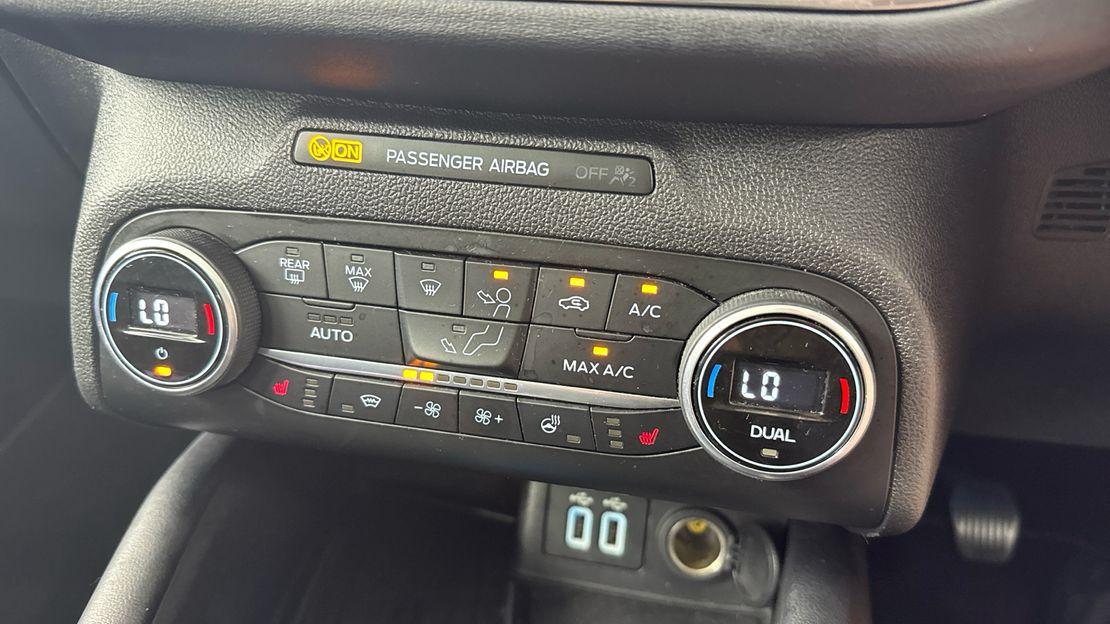 ON PASSENGER AIRBAG OFF
REAR
MAX
A/C
AUTO
MAX A/C
LO
LO
DUAL
- +